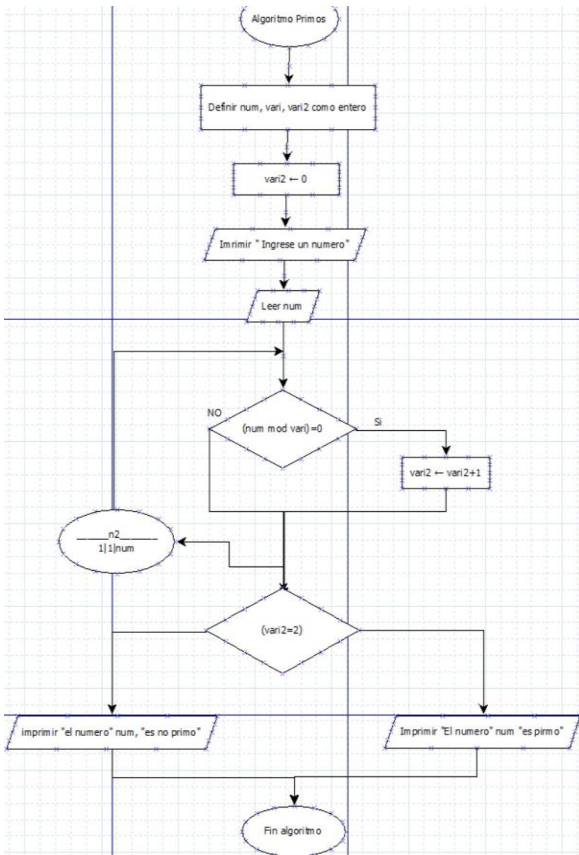 Algoritmo Primos
Definir num, vari, vari2 como entero
vari2 ← 0
Imrimir " Ingrese un numero"
Leer num
NO
(num mod vari)=0
Si
vari2 ← vari2+1
______n2_______
1|1|num
(vari2=2)
imprimir "el numero" num, "es no primo"
Imprimir "El numero" num "es pirmo"
Fin algoritmo